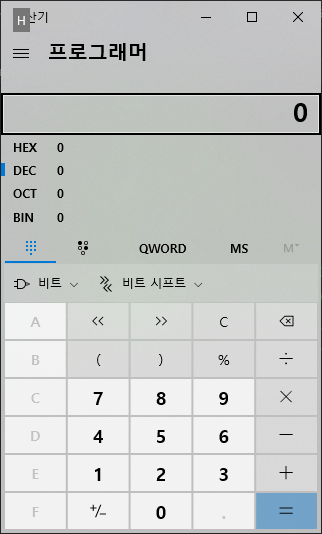 H 산기
프로그래머
0
HEX 0
DEC 0
OCT 0
BIN 0
QWORD MS M˅
비트 비트 시프트
A << >> C
B ( ) % ÷
C 7 8 9 ×
D 4 5 6 −
E 1 2 3 +
F +/− 0 . =